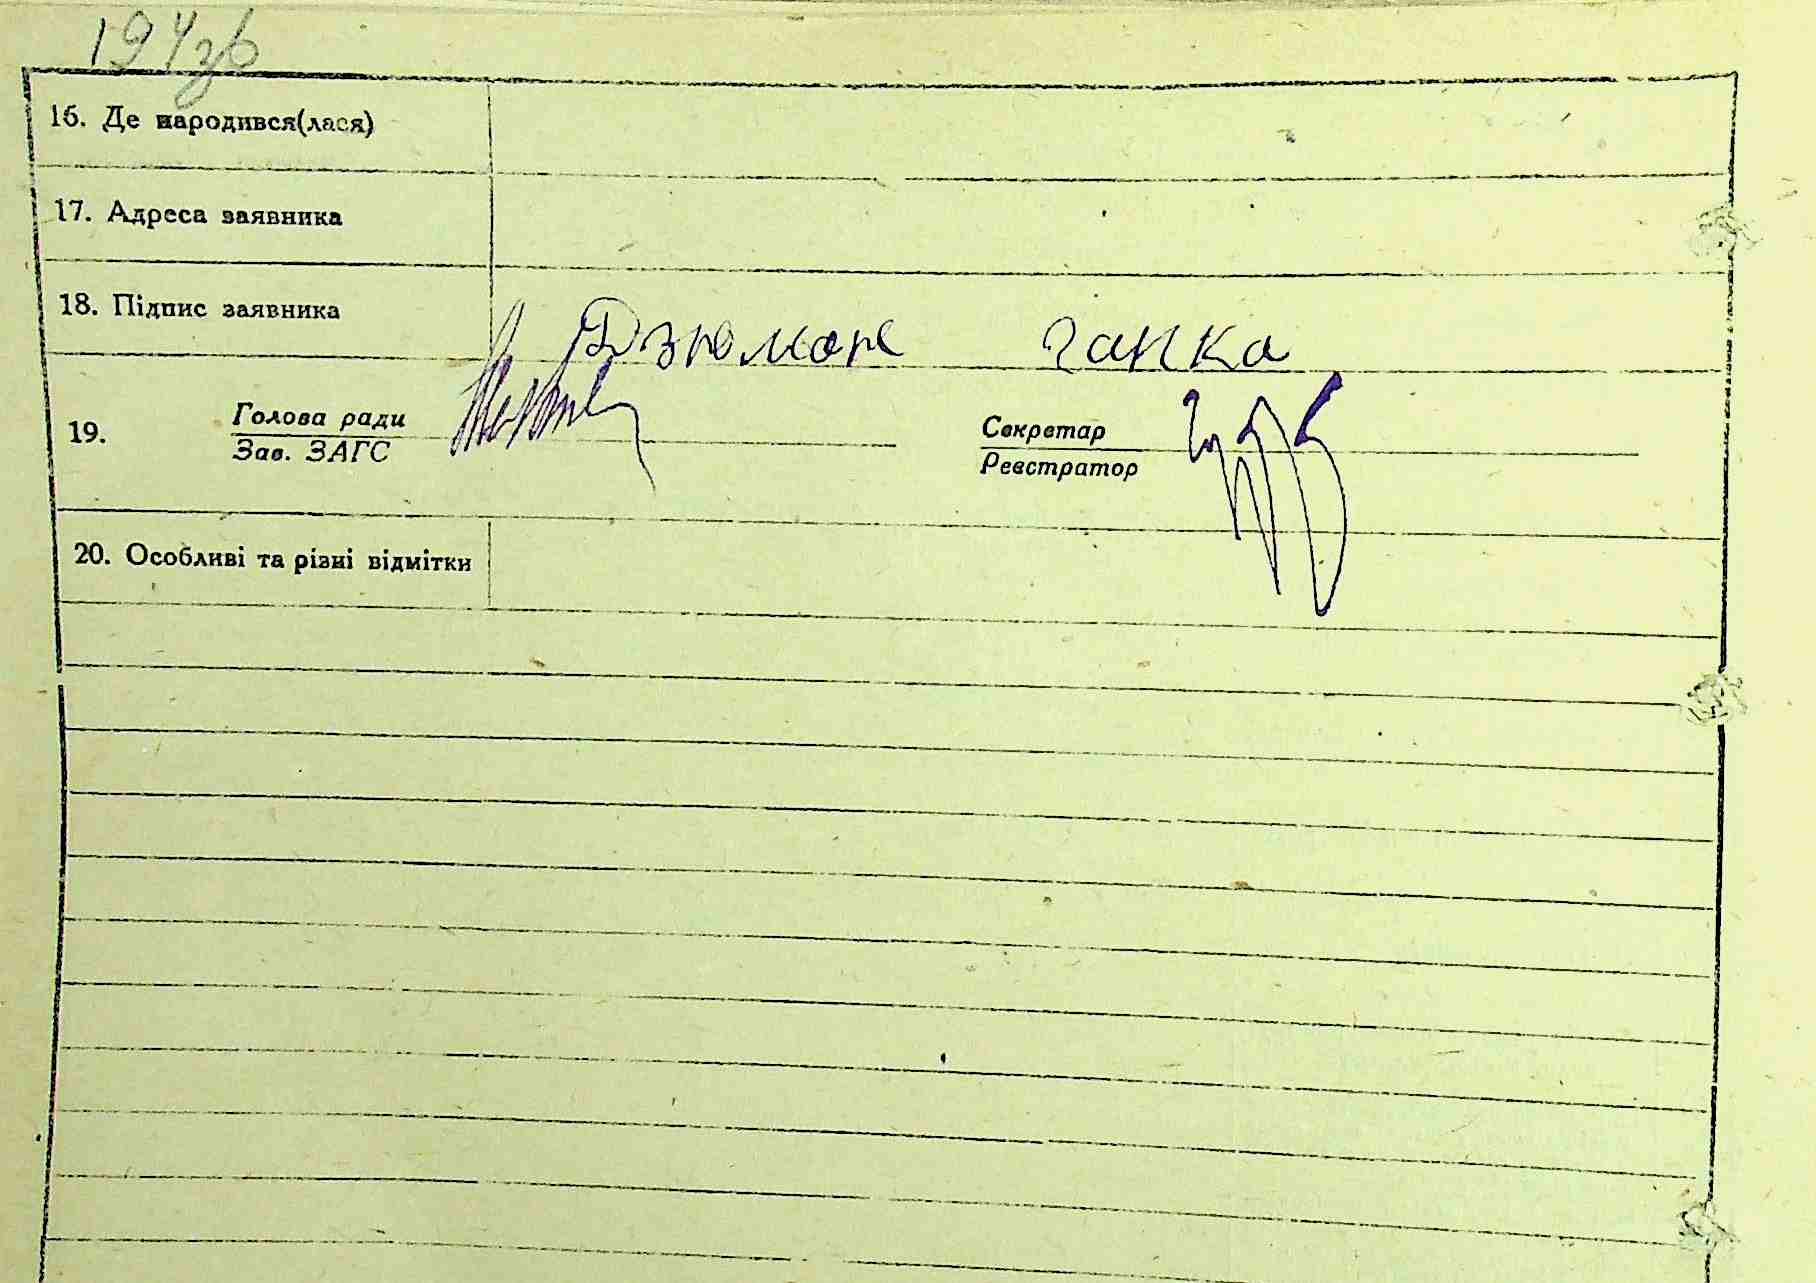 194зв
16. Де народився(лася)
17. Адреса заявника
18. Підпис заявника Дзюмак Ганка
19. Голова ради Секретар
Зав. ЗАГС Реєстратор
20. Особливі та різні відмітки